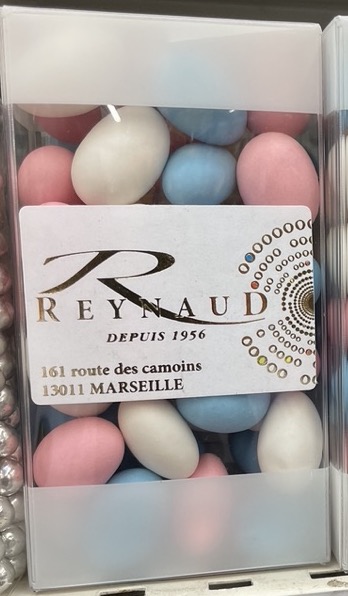 REYNAUD
DEPUIS 1956
161 route des camoins
13011 MARSEILLE